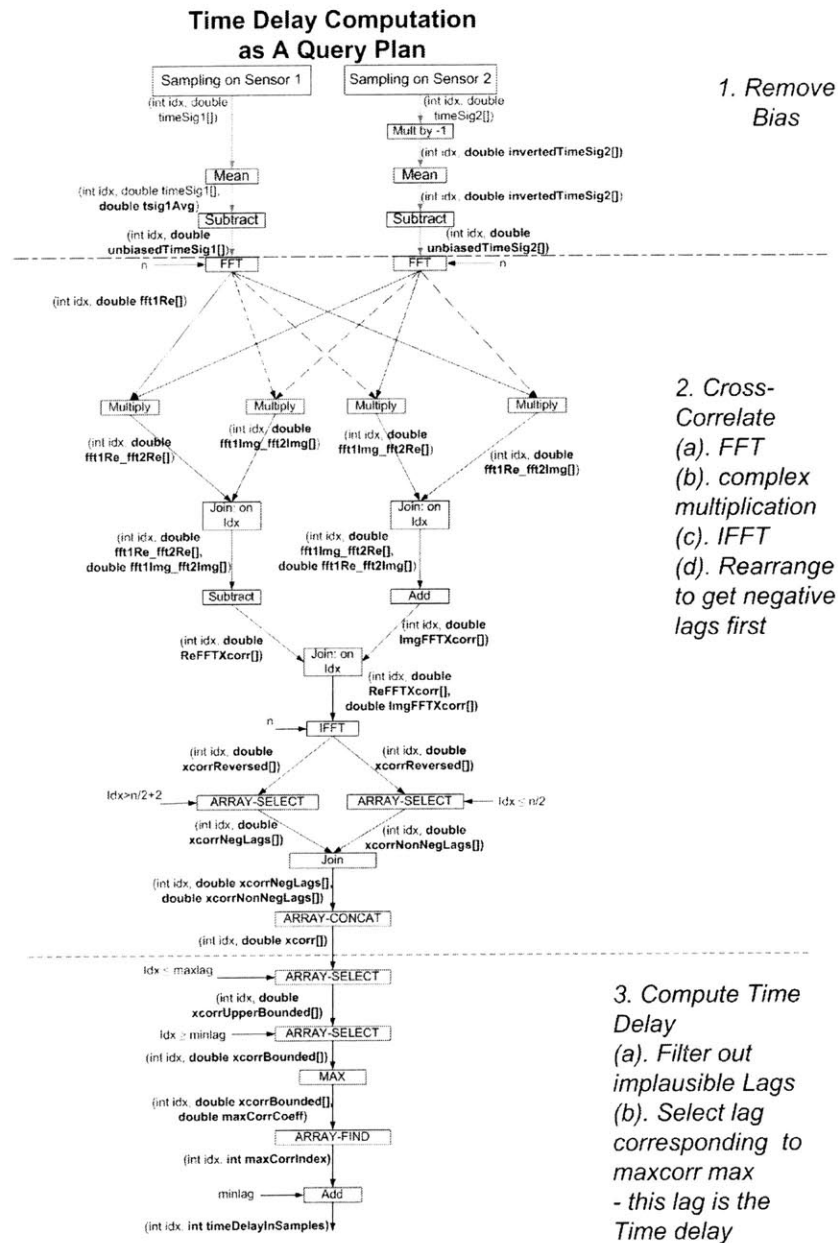 Time Delay Computation
as A Query Plan
Sampling on Sensor 1
Sampling on Sensor 2
1. Remove
Bias
(int idx, double
timeSig1[])
(int idx, double
timeSig2[])
Mult by -1
(int idx, double invertedTimeSig2[])
Mean
Mean
(int idx, double timeSig1[],
double tsig1Avg)
(int idx, double invertedTimeSig2[])
Subtract
Subtract
(int idx, double
unbiasedTimeSig1[])
(int idx, double
unbiasedTimeSig2[])
n
FFT
FFT
n
(int idx, double fft1Re[])
2. Cross-
Correlate
(a). FFT
(b). complex
multiplication
(c). IFFT
(d). Rearrange
to get negative
lags first
Multiply
Multiply
Multiply
Multiply
(int idx, double
fft1Re_fft2Re[])
(int idx, double
fft1Img_fft2Img[])
(int idx, double
fft1Img_fft2Re[])
(int idx, double
fft1Re_fft2Img[])
Join: on
Idx
Join: on
Idx
(int idx, double
fft1Re_fft2Re[],
double fft1Img_fft2Img[])
(int idx, double
fft1Img_fft2Re[],
double fft1Re_fft2Img[])
Subtract
Add
(int idx, double
ReFFTXcorr[])
(int idx, double
ImgFFTXcorr[])
Join: on
Idx
(int idx, double
ReFFTXcorr[],
double ImgFFTXcorr[])
n
IFFT
(int idx, double
xcorrReversed[])
(int idx, double
xcorrReversed[])
Idx>n/2+2
ARRAY-SELECT
ARRAY-SELECT
Idx ≤ n/2
(int idx, double
xcorrNegLags[])
(int idx, double
xcorrNonNegLags[])
Join
(int idx, double xcorrNegLags[],
double xcorrNonNegLags[])
ARRAY-CONCAT
(int idx, double xcorr[])
Idx ≤ maxlag
ARRAY-SELECT
(int idx, double
xcorrUpperBounded[])
Idx ≥ minlag
ARRAY-SELECT
(int idx, double xcorrBounded[])
MAX
(int idx, double xcorrBounded[],
double maxCorrCoeff)
ARRAY-FIND
(int idx, int maxCorrIndex)
minlag
Add
(int idx, int timeDelayInSamples)
3. Compute Time
Delay
(a). Filter out
implausible Lags
(b). Select lag
corresponding to
maxcorr max
- this lag is the
Time delay